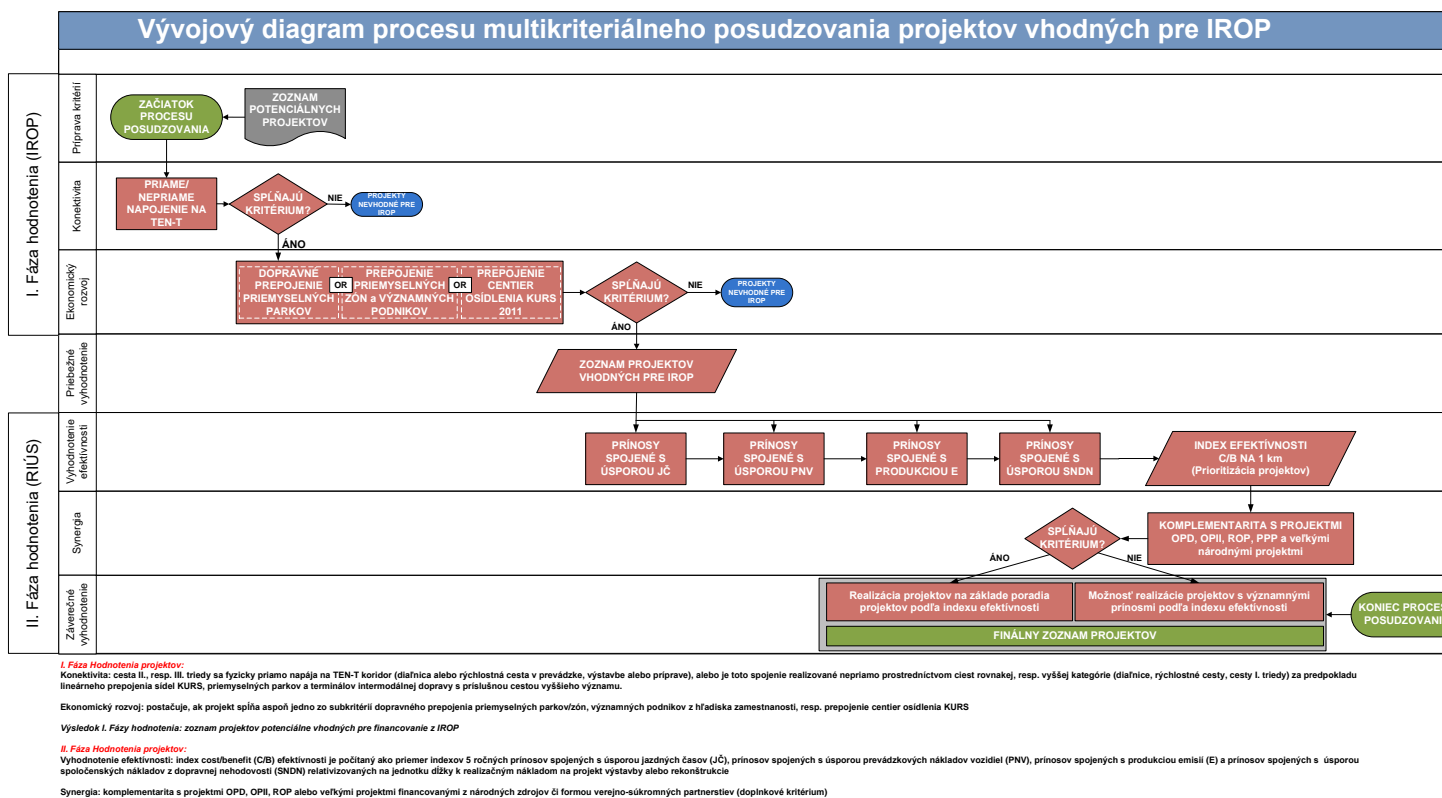 Vývojový diagram procesu multikriteriálneho posudzovania projektov vhodných pre IROP
I. Fáza hodnotenia (IROP)
Príprava kritérií
ZAČIATOK
PROCESU
POSUDZOVANIA
ZOZNAM
POTENCIÁLNYCH
PROJEKTOV
Konektivita
PRIAME/
NEPRIAME
NAPOJENIE NA
TEN-T
SPĹŇAJÚ
KRITÉRIUM?
NIE
PROJEKTY
NEVHODNÉ PRE
IROP
ÁNO
Ekonomický
rozvoj
DOPRAVNÉ
PREPOJENIE
PRIEMYSELNÝCH
PARKOV
OR
PREPOJENIE
PRIEMYSELNÝCH
ZÓN a VÝZNAMNÝCH
PODNIKOV
OR
PREPOJENIE
CENTIER
OSÍDLENIA KURS
2011
SPĹŇAJÚ
KRITÉRIUM?
NIE
PROJEKTY
NEVHODNÉ PRE
IROP
ÁNO
Priebežné
vyhodnotenie
ZOZNAM PROJEKTOV
VHODNÝCH PRE IROP
II. Fáza hodnotenia (RIÚS)
Vyhodnotenie
efektívnosti
PRÍNOSY
SPOJENÉ S
ÚSPOROU JČ
PRÍNOSY
SPOJENÉ S
ÚSPOROU PNV
PRÍNOSY
SPOJENÉ S
PRODUKCIOU E
PRÍNOSY
SPOJENÉ S
ÚSPOROU SNDN
INDEX EFEKTÍVNOSTI
C/B NA 1 km
(Prioritizácia projektov)
Synergia
SPĹŇAJÚ
KRITÉRIUM?
KOMPLEMENTARITA S PROJEKTMI
OPD, OPII, ROP, PPP a veľkými
národnými projektmi
ÁNO
NIE
Záverečné
vyhodnotenie
Realizácia projektov na základe poradia
projektov podľa indexu efektívnosti
Možnosť realizácie projektov s významnými
prínosmi podľa indexu efektívnosti
FINÁLNY ZOZNAM PROJEKTOV
KONIEC PROCES
POSUDZOVANI
I. Fáza Hodnotenia projektov:
Konektivita: cesta II., resp. III. triedy sa fyzicky priamo napája na TEN-T koridor (diaľnica alebo rýchlostná cesta v prevádzke, výstavbe alebo príprave), alebo je toto spojenie realizované nepriamo prostredníctvom ciest rovnakej, resp. vyššej kategórie (diaľnice, rýchlostné cesty, cesty I. triedy) za predpokladu
lineárneho prepojenia sídel KURS, priemyselných parkov a terminálov intermodálnej dopravy s príslušnou cestou vyššieho významu.
Ekonomický rozvoj: postačuje, ak projekt spĺňa aspoň jedno zo subkritérií dopravného prepojenia priemyselných parkov/zón, významných podnikov z hľadiska zamestnanosti, resp. prepojenie centier osídlenia KURS
Výsledok I. Fázy hodnotenia: zoznam projektov potenciálne vhodných pre financovanie z IROP
II. Fáza Hodnotenia projektov:
Vyhodnotenie efektívnosti: index cost/benefit (C/B) efektívnosti je počítaný ako priemer indexov 5 ročných prínosov spojených s úsporou jazdných časov (JČ), prínosov spojených s úsporou prevádzkových nákladov vozidiel (PNV), prínosov spojených s produkciou emisií (E) a prínosov spojených s úsporou
spoločenských nákladov z dopravnej nehodovosti (SNDN) relativizovaných na jednotku dĺžky k realizačným nákladom na projekt výstavby alebo rekonštrukcie
Synergia: komplementarita s projektmi OPD, OPII, ROP alebo veľkými projektmi financovanými z národných zdrojov či formou verejno-súkromných partnerstiev (doplnkové kritérium)